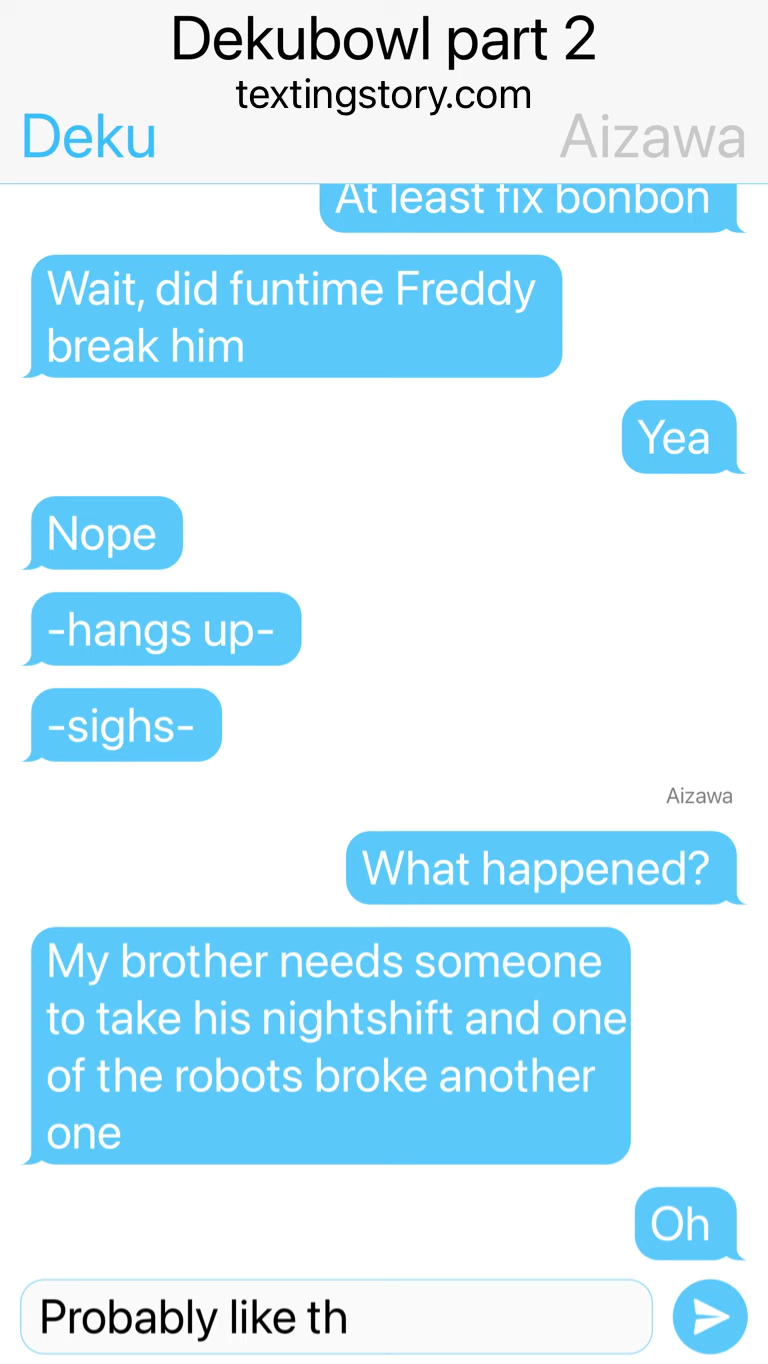 Dekubowl part 2
textingstory.com
Deku
Aizawa
At least fix bonbon
Wait, did funtime Freddy
break him
Yea
Nope
-hangs up-
-sighs-
Aizawa
What happened?
My brother needs someone
to take his nightshift and one
of the robots broke another
one
Oh
Probably like th